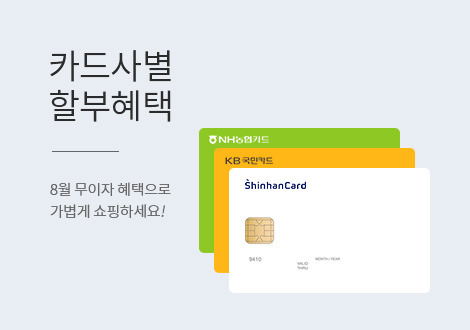 카드사별
할부혜택
8월 무이자 혜택으로
가볍게 쇼핑하세요!
NH농협카드
KB 국민카드
ShinhanCard
9410
MONTH / YEAR
VALID
THRU